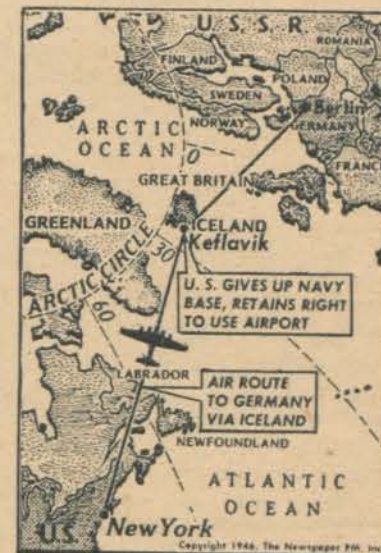 U. S. S. R.
ROMANIA
FINLAND
POLAND
SWEDEN
Berlin
NORWAY
GERMANY
ARCTIC
OCEAN
0
FRANC
GREAT BRITAIN
GREENLAND
ICELAND
Keflavik
ARCTIC CIRCLE
30
60
U. S. GIVES UP NAVY
BASE, RETAINS RIGHT
TO USE AIRPORT
LABRADOR
AIR ROUTE
TO GERMANY
VIA ICELAND
NEWFOUNDLAND
ATLANTIC
OCEAN
U.S.
New York
Copyright 1946, The Newspaper PM, Inc